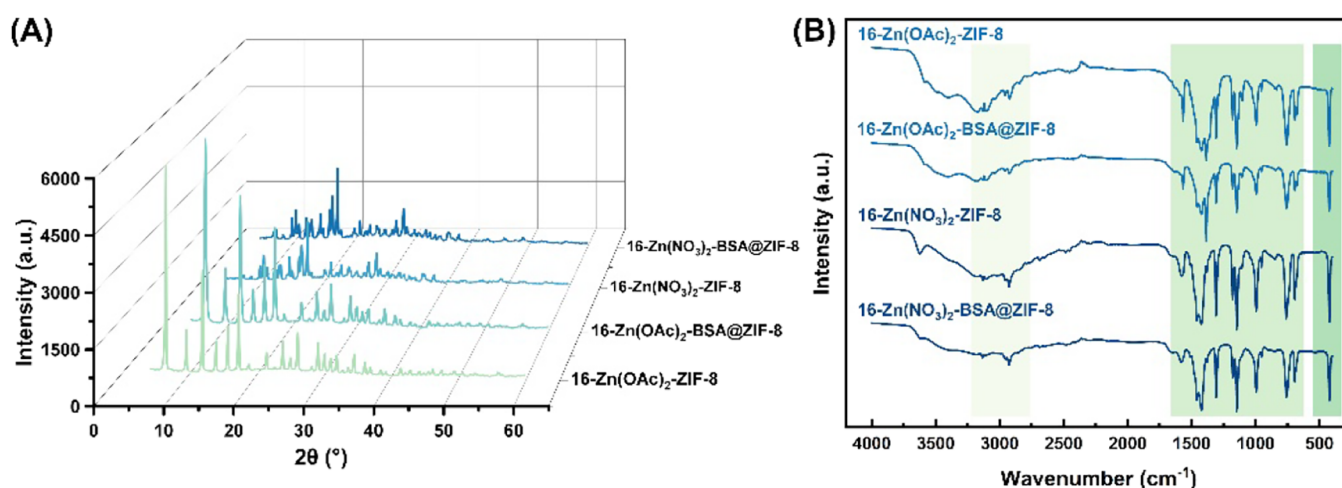 (A)
6000
4500
3000
1500
0
Intensity (a.u.)
0 10 20 30 40 50 60
2θ (°)
16-Zn(NO₃)₂-BSA@ZIF-8
16-Zn(NO₃)₂-ZIF-8
16-Zn(OAc)₂-BSA@ZIF-8
16-Zn(OAc)₂-ZIF-8
(B)
16-Zn(OAc)₂-ZIF-8
16-Zn(OAc)₂-BSA@ZIF-8
16-Zn(NO₃)₂-ZIF-8
16-Zn(NO₃)₂-BSA@ZIF-8
Intensity (a.u.)
4000 3500 3000 2500 2000 1500 1000 500
Wavenumber (cm⁻¹)